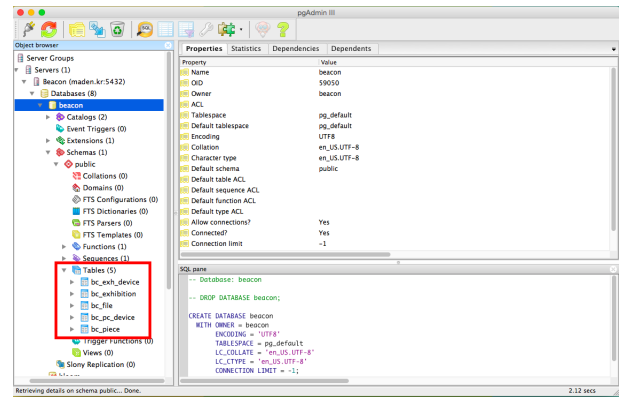 pgAdmin III
SQL
Object browser
Server Groups
Servers (1)
Beacon (maden.kr:5432)
Databases (8)
beacon
Catalogs (2)
Event Triggers (0)
Extensions (1)
Schemas (1)
public
Collations (0)
Domains (0)
FTS Configurations (0)
FTS Dictionaries (0)
FTS Parsers (0)
FTS Templates (0)
Functions (1)
Sequences (1)
Tables (5)
bc_exh_device
bc_exhibition
bc_file
bc_pc_device
bc_piece
Trigger Functions (0)
Views (0)
Slony Replication (0)
Properties Statistics Dependencies Dependents
Property Value
Name beacon
OID 59050
Owner beacon
ACL
Tablespace pg_default
Default tablespace pg_default
Encoding UTF8
Collation en_US.UTF-8
Character type en_US.UTF-8
Default schema public
Default table ACL
Default sequence ACL
Default function ACL
Default type ACL
Allow connections? Yes
Connected? Yes
Connection limit -1
SQL pane
-- Database: beacon
-- DROP DATABASE beacon;
CREATE DATABASE beacon
WITH OWNER = beacon
ENCODING = 'UTF8'
TABLESPACE = pg_default
LC_COLLATE = 'en_US.UTF-8'
LC_CTYPE = 'en_US.UTF-8'
CONNECTION LIMIT = -1;
Retrieving details on schema public... Done.
2.12 secs